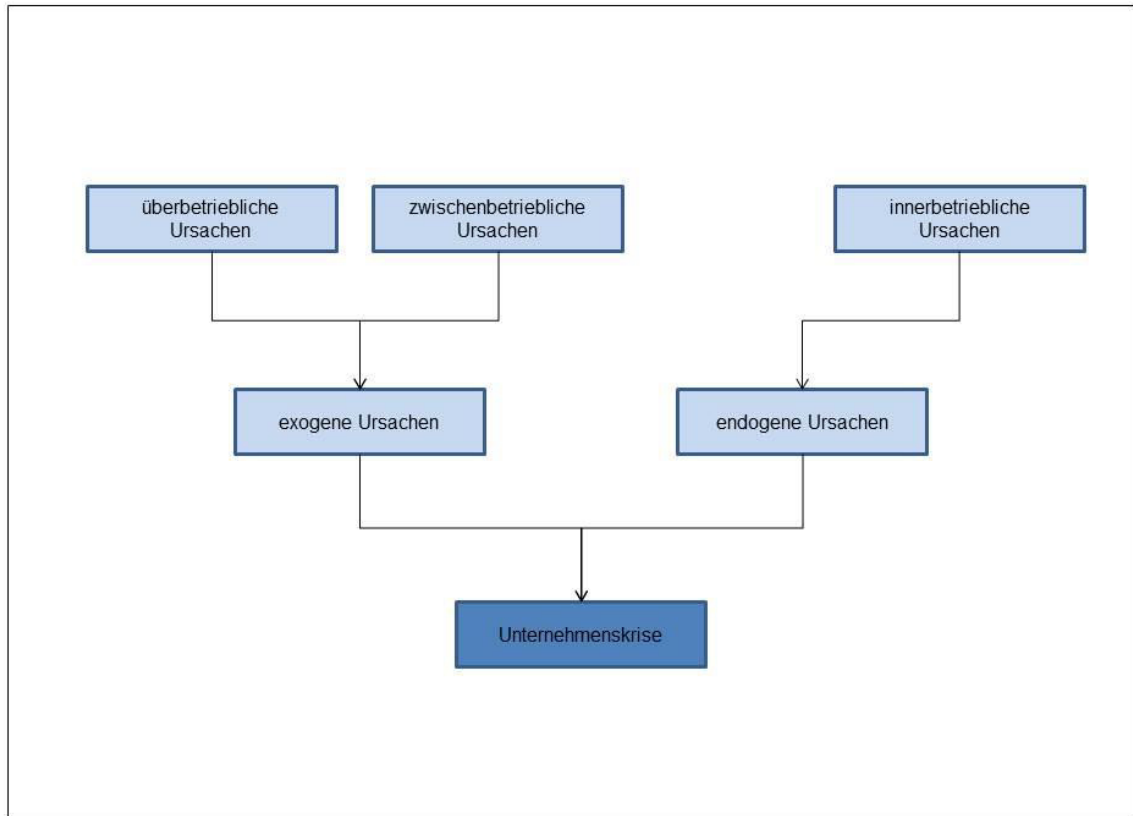 überbetriebliche
Ursachen
zwischenbetriebliche
Ursachen
innerbetriebliche
Ursachen
exogene Ursachen
endogene Ursachen
Unternehmenskrise